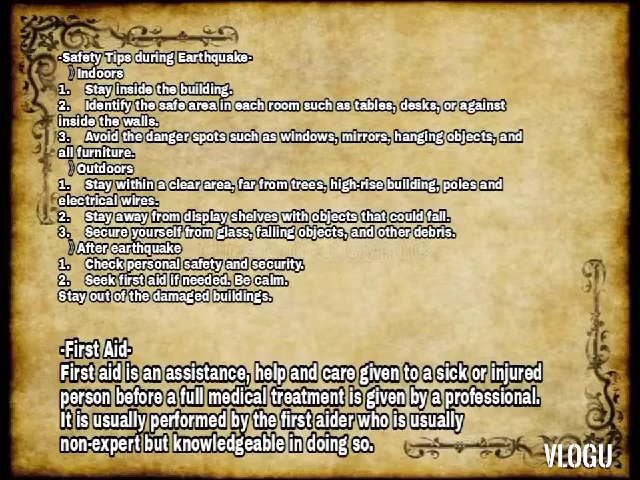 -Safety Tips during Earthquake-
》Indoors
1. Stay inside the building.
2. Identify the safe area in each room such as tables, desks, or against
inside the walls.
3. Avoid the danger spots such as windows, mirrors, hanging objects, and
all furniture.
》Outdoors
1. Stay within a clear area, far from trees, high-rise building, poles and
electrical wires.
2. Stay away from display shelves with objects that could fall.
3. Secure yourself from glass, falling objects, and other debris.
》After earthquake
1. Check personal safety and security.
2. Seek first aid if needed. Be calm.
Stay out of the damaged buildings.
-First Aid-
First aid is an assistance, help and care given to a sick or injured
person before a full medical treatment is given by a professional.
It is usually performed by the first aider who is usually
non-expert but knowledgeable in doing so.
VLOGU